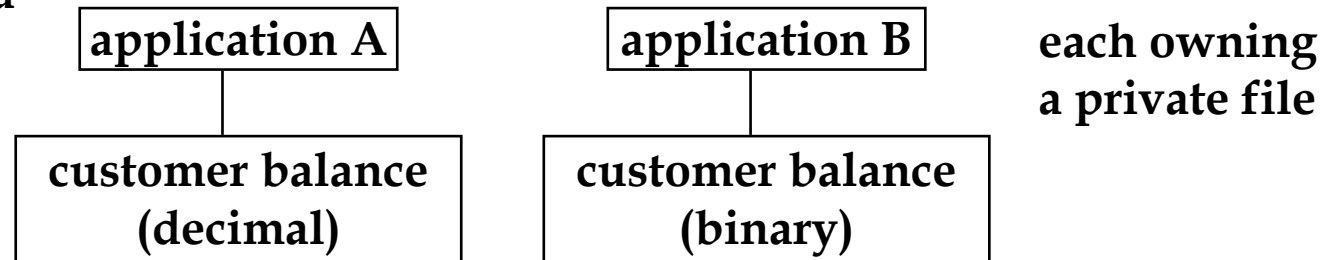 application A
application B
each owning
a private file
customer balance
(decimal)
customer balance
(binary)